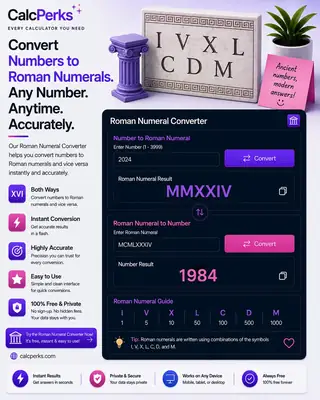 CalcPerks
EVERY CALCULATOR YOU NEED
Convert
Numbers to
Roman Numerals.
Any Number.
Anytime.
Accurately.
Our Roman Numeral Converter
helps you convert numbers to
Roman numerals and vice versa
instantly and accurately.
XVI
Both Ways
Convert numbers to Roman
numerals and vice versa.
Instant Conversion
Get accurate results
in a flash.
Highly Accurate
Precision you can trust for
every conversion.
Easy to Use
Simple and clean interface
for quick conversions.
100% Free & Private
No sign-up. No hidden fees.
Your data stays private.
Try the Roman Numeral Converter Now!
It's free, instant & easy to use!
calcperks.com
I V X L
C D M
Ancient
numbers,
modern
answers!
Roman Numeral Converter
Number to Roman Numeral
Enter Number (1 - 3999)
2024
Convert
Roman Numeral Result
MMXXIV
Roman Numeral to Number
Enter Roman Numeral
MCMLXXXIV
Convert
Number Result
1984
Roman Numeral Guide
I V X L C D M
1 5 10 50 100 500 1000
Tip: Roman numerals are written using combinations of the symbols
I, V, X, L, C, D, and M.
Instant Results
Get answers in seconds
Private & Secure
Your data stays private
Works on Any Device
Mobile, tablet, or desktop
Always Free
100% free forever